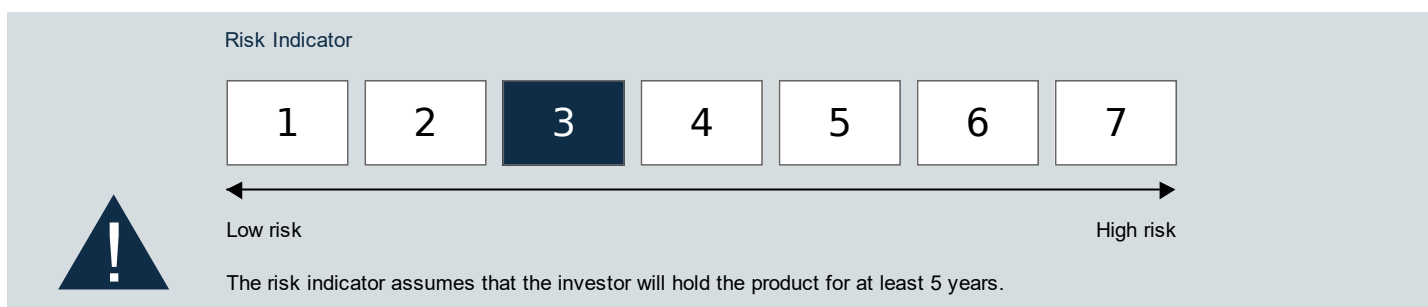 Risk Indicator
1 2 3 4 5 6 7
Low risk High risk
!
The risk indicator assumes that the investor will hold the product for at least 5 years.